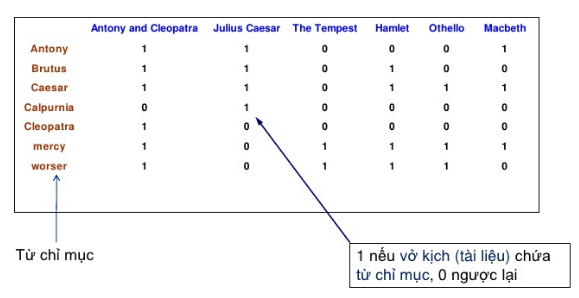 Antony and Cleopatra Julius Caesar The Tempest Hamlet Othello Macbeth
Antony 1 1 0 0 0 1
Brutus 1 1 0 1 0 0
Caesar 1 1 0 1 1 1
Calpurnia 0 1 0 0 0 0
Cleopatra 1 0 0 0 0 0
mercy 1 0 1 1 1 1
worser 1 0 1 1 1 0
Từ chỉ mục
1 nếu vở kịch (tài liệu) chứa
từ chỉ mục, 0 ngược lại